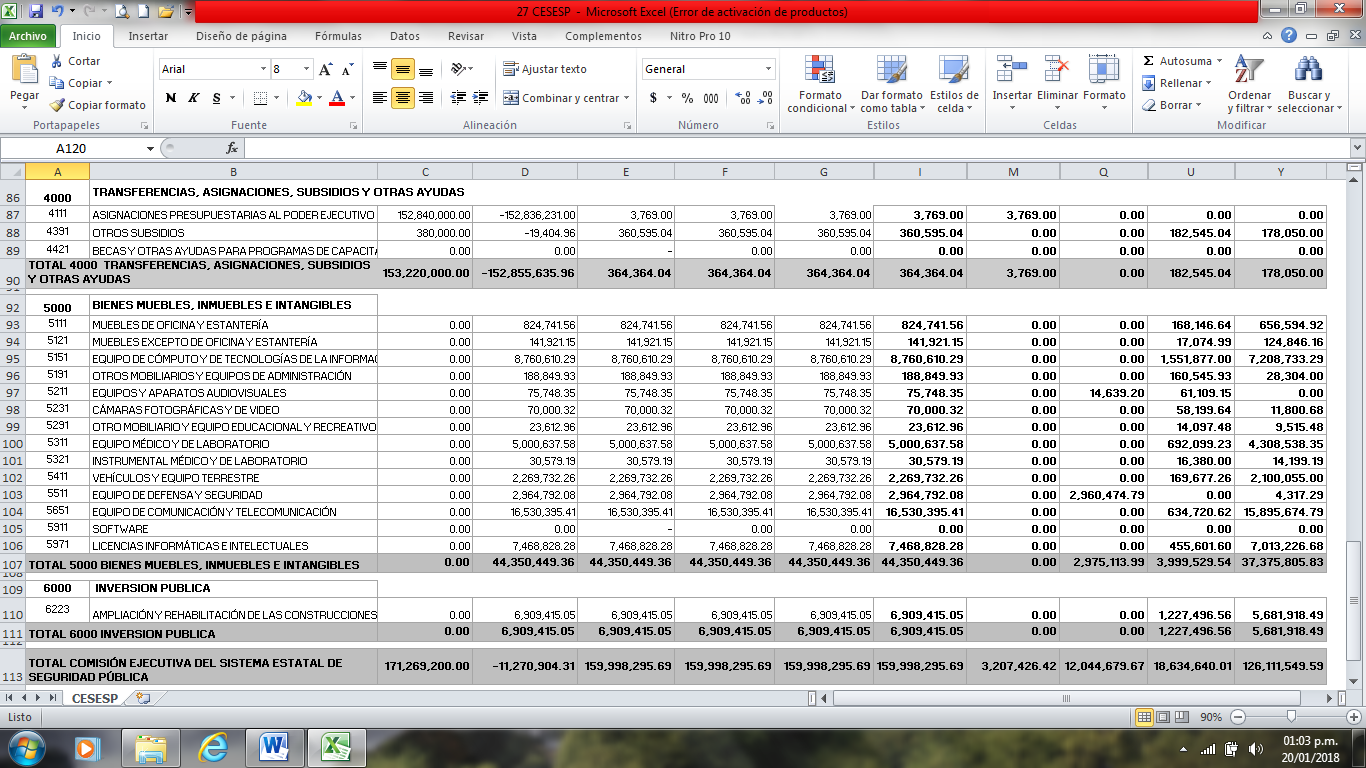 27 CESESP - Microsoft Excel (Error de activación de productos)
Archivo Inicio Insertar Diseño de página Fórmulas Datos Revisar Vista Complementos Nitro Pro 10
Pegar
Cortar
Copiar
Copiar formato
Portapapeles
Arial 8
N K S
Fuente
Ajustar texto
Combinar y centrar
Alineación
General
$ % 000
Número
Formato condicional
Dar formato como tabla
Estilos de celda
Estilos
Insertar Eliminar Formato
Celdas
Autosuma
Rellenar
Borrar
Ordenar y filtrar
Buscar y seleccionar
Modificar
A120 fx
A B C D E F G I M Q U Y
86 4000 TRANSFERENCIAS, ASIGNACIONES, SUBSIDIOS Y OTRAS AYUDAS
87 4111 ASIGNACIONES PRESUPUESTARIAS AL PODER EJECUTIVO 152,840,000.00 -152,836,231.00 3,769.00 3,769.00 3,769.00 3,769.00 3,769.00 0.00 0.00 0.00
88 4391 OTROS SUBSIDIOS 380,000.00 -19,404.96 360,595.04 360,595.04 360,595.04 360,595.04 0.00 0.00 182,545.04 178,050.00
89 4421 BECAS Y OTRAS AYUDAS PARA PROGRAMAS DE CAPACITA 0.00 0.00 - 0.00 0.00 0.00 0.00 0.00 0.00 0.00
90 TOTAL 4000 TRANSFERENCIAS, ASIGNACIONES, SUBSIDIOS Y OTRAS AYUDAS 153,220,000.00 -152,855,635.96 364,364.04 364,364.04 364,364.04 364,364.04 3,769.00 0.00 182,545.04 178,050.00
92 5000 BIENES MUEBLES, INMUEBLES E INTANGIBLES
93 5111 MUEBLES DE OFICINA Y ESTANTERÍA 0.00 824,741.56 824,741.56 824,741.56 824,741.56 824,741.56 0.00 0.00 168,146.64 656,594.92
94 5121 MUEBLES EXCEPTO DE OFICINA Y ESTANTERÍA 0.00 141,921.15 141,921.15 141,921.15 141,921.15 141,921.15 0.00 0.00 17,074.99 124,846.16
95 5151 EQUIPO DE CÓMPUTO Y DE TECNOLOGÍAS DE LA INFORMAC 0.00 8,760,610.29 8,760,610.29 8,760,610.29 8,760,610.29 8,760,610.29 0.00 0.00 1,551,877.00 7,208,733.29
96 5191 OTROS MOBILIARIOS Y EQUIPOS DE ADMINISTRACIÓN 0.00 188,849.93 188,849.93 188,849.93 188,849.93 188,849.93 0.00 0.00 160,545.93 28,304.00
97 5211 EQUIPOS Y APARATOS AUDIOVISUALES 0.00 75,748.35 75,748.35 75,748.35 75,748.35 75,748.35 0.00 14,639.20 61,109.15 0.00
98 5231 CÁMARAS FOTOGRÁFICAS Y DE VIDEO 0.00 70,000.32 70,000.32 70,000.32 70,000.32 70,000.32 0.00 0.00 58,199.64 11,800.68
99 5291 OTRO MOBILIARIO Y EQUIPO EDUCACIONAL Y RECREATIVO 0.00 23,612.96 23,612.96 23,612.96 23,612.96 23,612.96 0.00 0.00 14,097.48 9,515.48
100 5311 EQUIPO MÉDICO Y DE LABORATORIO 0.00 5,000,637.58 5,000,637.58 5,000,637.58 5,000,637.58 5,000,637.58 0.00 0.00 692,099.23 4,308,538.35
101 5321 INSTRUMENTAL MÉDICO Y DE LABORATORIO 0.00 30,579.19 30,579.19 30,579.19 30,579.19 30,579.19 0.00 0.00 16,380.00 14,199.19
102 5411 VEHÍCULOS Y EQUIPO TERRESTRE 0.00 2,269,732.26 2,269,732.26 2,269,732.26 2,269,732.26 2,269,732.26 0.00 0.00 169,677.26 2,100,055.00
103 5511 EQUIPO DE DEFENSA Y SEGURIDAD 0.00 2,964,792.08 2,964,792.08 2,964,792.08 2,964,792.08 2,964,792.08 0.00 2,960,474.79 0.00 4,317.29
104 5651 EQUIPO DE COMUNICACIÓN Y TELECOMUNICACIÓN 0.00 16,530,395.41 16,530,395.41 16,530,395.41 16,530,395.41 16,530,395.41 0.00 0.00 634,720.62 15,895,674.79
105 5911 SOFTWARE 0.00 0.00 - 0.00 0.00 0.00 0.00 0.00 0.00 0.00
106 5971 LICENCIAS INFORMÁTICAS E INTELECTUALES 0.00 7,468,828.28 7,468,828.28 7,468,828.28 7,468,828.28 7,468,828.28 0.00 0.00 455,601.60 7,013,226.68
107 TOTAL 5000 BIENES MUEBLES, INMUEBLES E INTANGIBLES 0.00 44,350,449.36 44,350,449.36 44,350,449.36 44,350,449.36 44,350,449.36 0.00 2,975,113.99 3,999,529.54 37,375,805.83
109 6000 INVERSION PUBLICA
110 6223 AMPLIACIÓN Y REHABILITACIÓN DE LAS CONSTRUCCIONES 0.00 6,909,415.05 6,909,415.05 6,909,415.05 6,909,415.05 6,909,415.05 0.00 0.00 1,227,496.56 5,681,918.49
111 TOTAL 6000 INVERSION PUBLICA 0.00 6,909,415.05 6,909,415.05 6,909,415.05 6,909,415.05 6,909,415.05 0.00 0.00 1,227,496.56 5,681,918.49
113 TOTAL COMISIÓN EJECUTIVA DEL SISTEMA ESTATAL DE SEGURIDAD PÚBLICA 171,269,200.00 -11,270,904.31 159,998,295.69 159,998,295.69 159,998,295.69 159,998,295.69 3,207,426.42 12,044,679.67 18,634,640.01 126,111,549.59
CESESP
Listo 90%
01:03 p.m.
20/01/2018